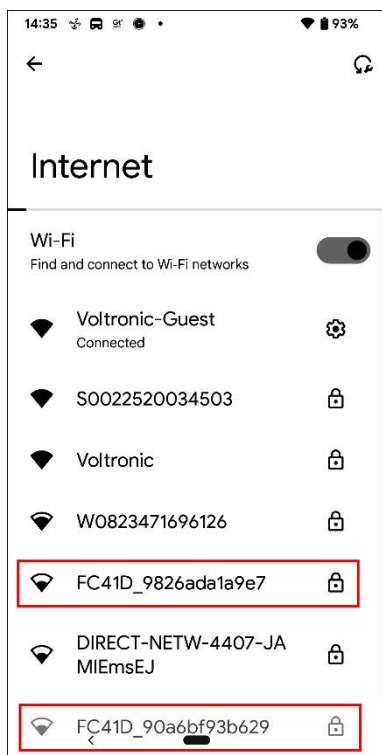 14:35 93%
Internet
Wi-Fi
Find and connect to Wi-Fi networks
Voltronic-Guest
Connected
S0022520034503
Voltronic
W0823471696126
FC41D_9826ada1a9e7
DIRECT-NETW-4407-JA
MIEmsEJ
FC41D_90a6bf93b629